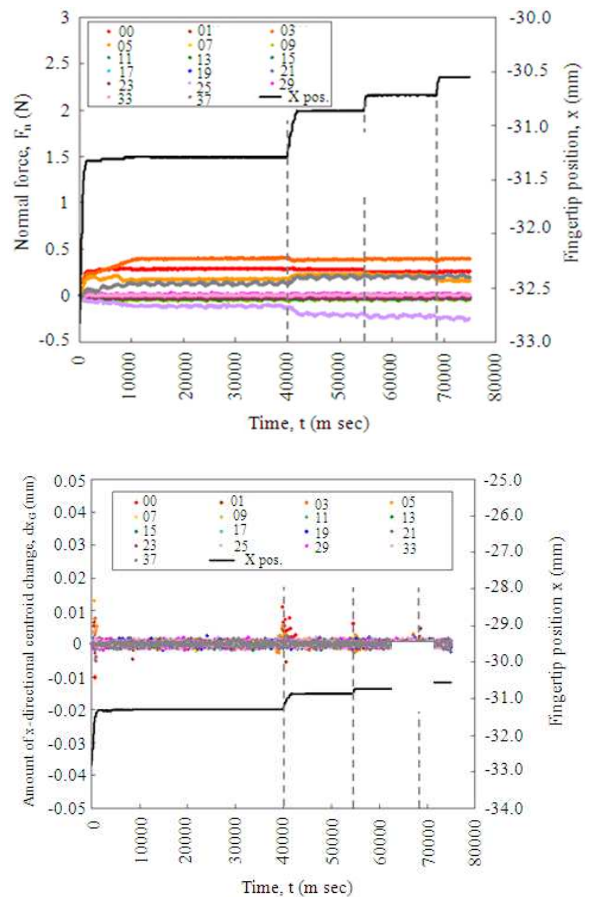 3
2.5
2
1.5
1
0.5
0
-0.5
Normal force, Fn (N)
00 01 03
05 07 09
11 13 15
17 19 21
23 25 29
33 37 X pos.
-30.0
-30.5
-31.0
-31.5
-32.0
-32.5
-33.0
Fingertip position, x (mm)
0 10000 20000 30000 40000 50000 60000 70000 80000
Time, t (m sec)
0.05
0.04
0.03
0.02
0.01
0
-0.01
-0.02
-0.03
-0.04
-0.05
Amount of x-directional centroid change, dxG (mm)
00 01 03 05
07 09 11 13
15 17 19 21
23 25 29 33
37 X pos.
-25.0
-26.0
-27.0
-28.0
-29.0
-30.0
-31.0
-32.0
-33.0
-34.0
Fingertip position x (mm)
0 10000 20000 30000 40000 50000 60000 70000 80000
Time, t (m sec)